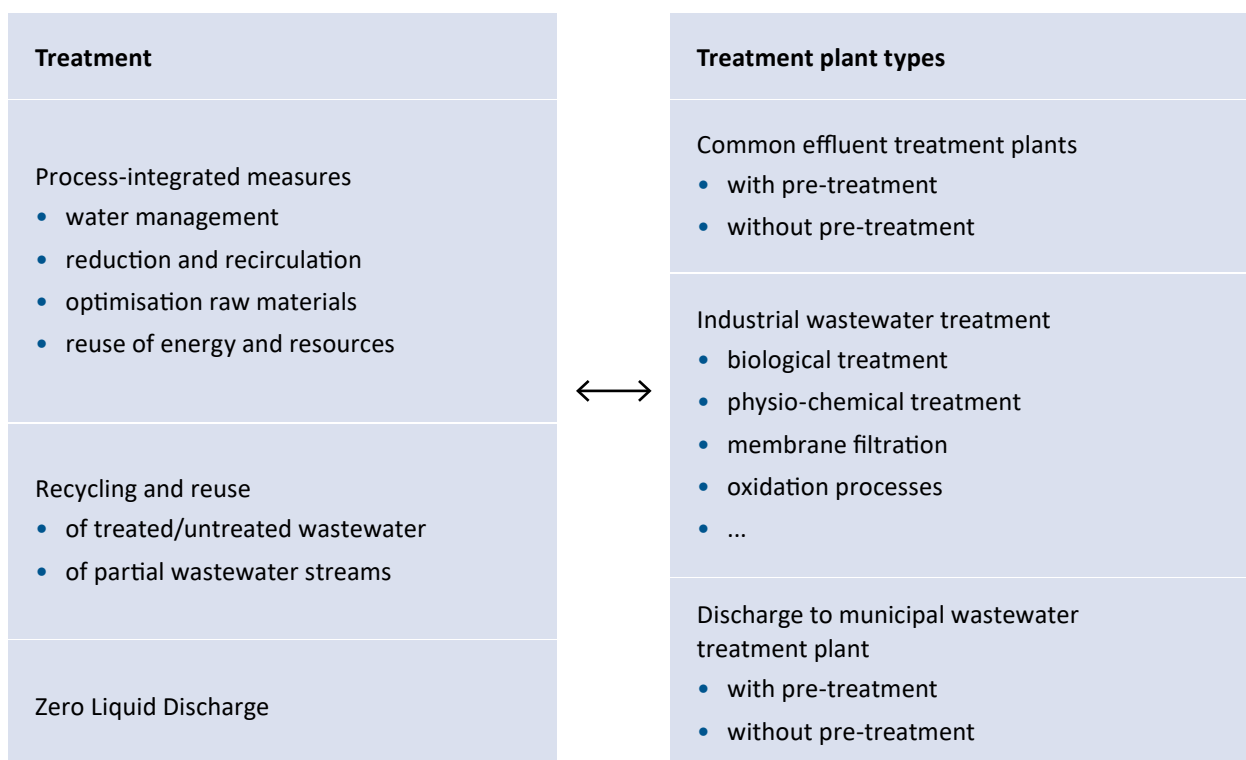 Treatment
Process-integrated measures
• water management
• reduction and recirculation
• optimisation raw materials
• reuse of energy and resources
Recycling and reuse
• of treated/untreated wastewater
• of partial wastewater streams
Zero Liquid Discharge
Treatment plant types
Common effluent treatment plants
• with pre-treatment
• without pre-treatment
Industrial wastewater treatment
• biological treatment
• physio-chemical treatment
• membrane filtration
• oxidation processes
• ...
Discharge to municipal wastewater
treatment plant
• with pre-treatment
• without pre-treatment